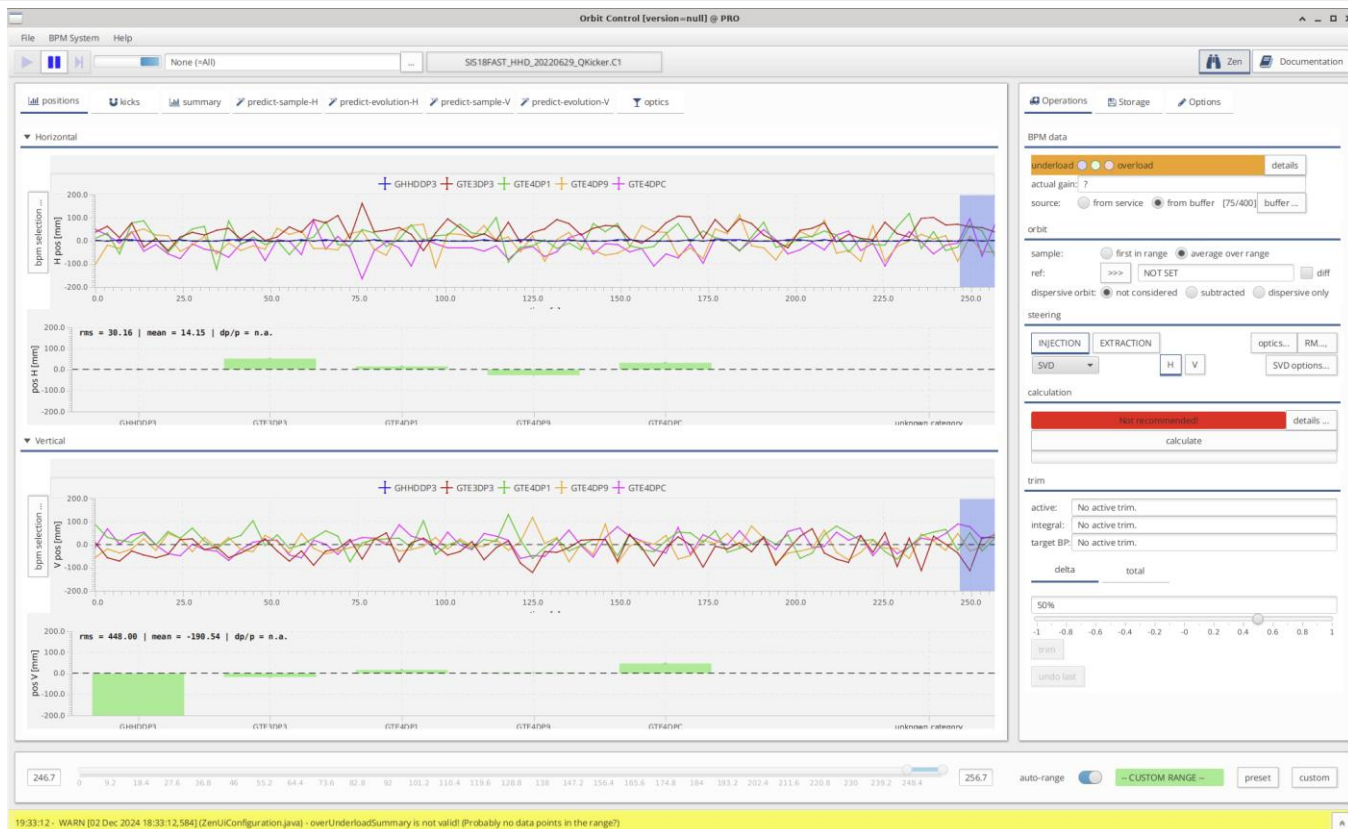 Orbit Control [version=null] @ PRO
File BPM System Help
None (=All) ... SIS18FAST_HHD_20220629_QKicker.C1 Zen Documentation
positions kicks summary predict-sample-H predict-evolution-H predict-sample-V predict-evolution-V optics
Horizontal
GHHDDP3 GTE3DP3 GTE4DP1 GTE4DP9 GTE4DPC
bpm selection ...
H pos [mm]
200.0
100.0
0.0
-100.0
-200.0
0.0 25.0 50.0 75.0 100.0 125.0 150.0 175.0 200.0 225.0 250.0
rms = 30.16 | mean = 14.15 | dp/p = n.a.
pos H [mm]
200.0
100.0
0.0
-100.0
-200.0
GHHDDP3 GTE3DP3 GTE4DP1 GTE4DP9 GTE4DPC unknown category
Vertical
GHHDDP3 GTE3DP3 GTE4DP1 GTE4DP9 GTE4DPC
bpm selection ...
V pos [mm]
200.0
100.0
0.0
-100.0
-200.0
0.0 25.0 50.0 75.0 100.0 125.0 150.0 175.0 200.0 225.0 250.0
rms = 448.00 | mean = -190.54 | dp/p = n.a.
pos V [mm]
200.0
100.0
0.0
-100.0
-200.0
GHHDDP3 GTE3DP3 GTE4DP1 GTE4DP9 GTE4DPC unknown category
Operations Storage Options
BPM data
underload overload details
actual gain: ?
source: from service from buffer [75/400] buffer ...
orbit
sample: first in range average over range
ref: >>> NOT SET diff
dispersive orbit: not considered subtracted dispersive only
steering
INJECTION EXTRACTION optics... RM...,
SVD H V SVD options...
calculation
Not recommended! details ...
calculate
trim
active: No active trim.
integral: No active trim.
target BP: No active trim.
delta total
50%
-1 -0.8 -0.6 -0.4 -0.2 -0 0.2 0.4 0.6 0.8 1
trim
undo last
246.7 0 9.2 18.4 27.6 36.8 46 55.2 64.4 73.6 82.8 92 101.2 110.4 119.6 128.8 138 147.2 156.4 165.6 174.8 184 193.2 202.4 211.6 220.8 230 239.2 248.4 256.7 auto-range -- CUSTOM RANGE -- preset custom
19:33:12 - WARN [02 Dec 2024 18:33:12,584] (ZenUiConfiguration.java) - overUnderloadSummary is not valid! (Probably no data points in the range?)